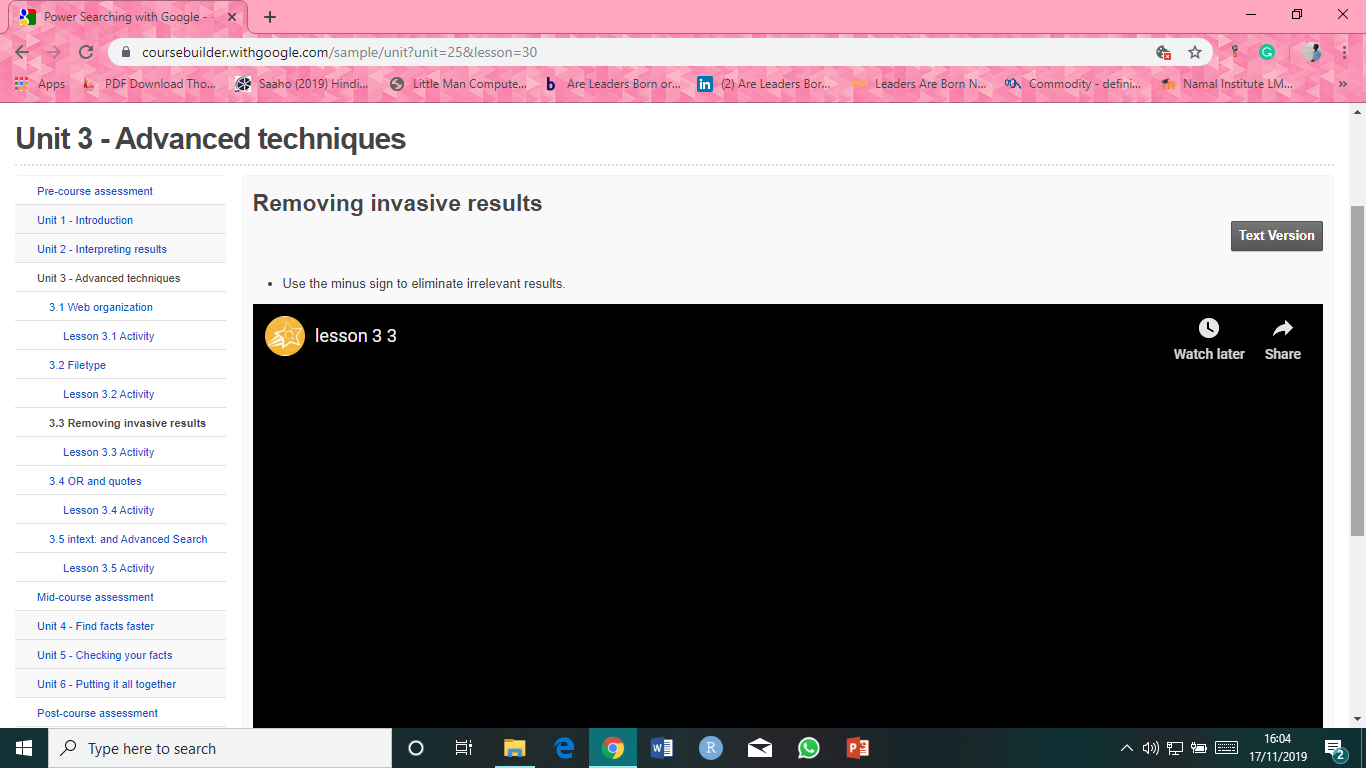 Power Searching with Google -
coursebuilder.withgoogle.com/sample/unit?unit=25&lesson=30
Apps
PDF Download Tho...
Saaho (2019) Hindi...
Little Man Compute...
Are Leaders Born or...
(2) Are Leaders Bor...
Leaders Are Born N...
Commodity - defini...
Namal Institute LM...
»
Unit 3 - Advanced techniques
Pre-course assessment
Unit 1 - Introduction
Unit 2 - Interpreting results
Unit 3 - Advanced techniques
3.1 Web organization
Lesson 3.1 Activity
3.2 Filetype
Lesson 3.2 Activity
3.3 Removing invasive results
Lesson 3.3 Activity
3.4 OR and quotes
Lesson 3.4 Activity
3.5 intext: and Advanced Search
Lesson 3.5 Activity
Mid-course assessment
Unit 4 - Find facts faster
Unit 5 - Checking your facts
Unit 6 - Putting it all together
Post-course assessment
Removing invasive results
Text Version
• Use the minus sign to eliminate irrelevant results.
lesson 3 3
Watch later
Share
Type here to search
16:04
17/11/2019
2